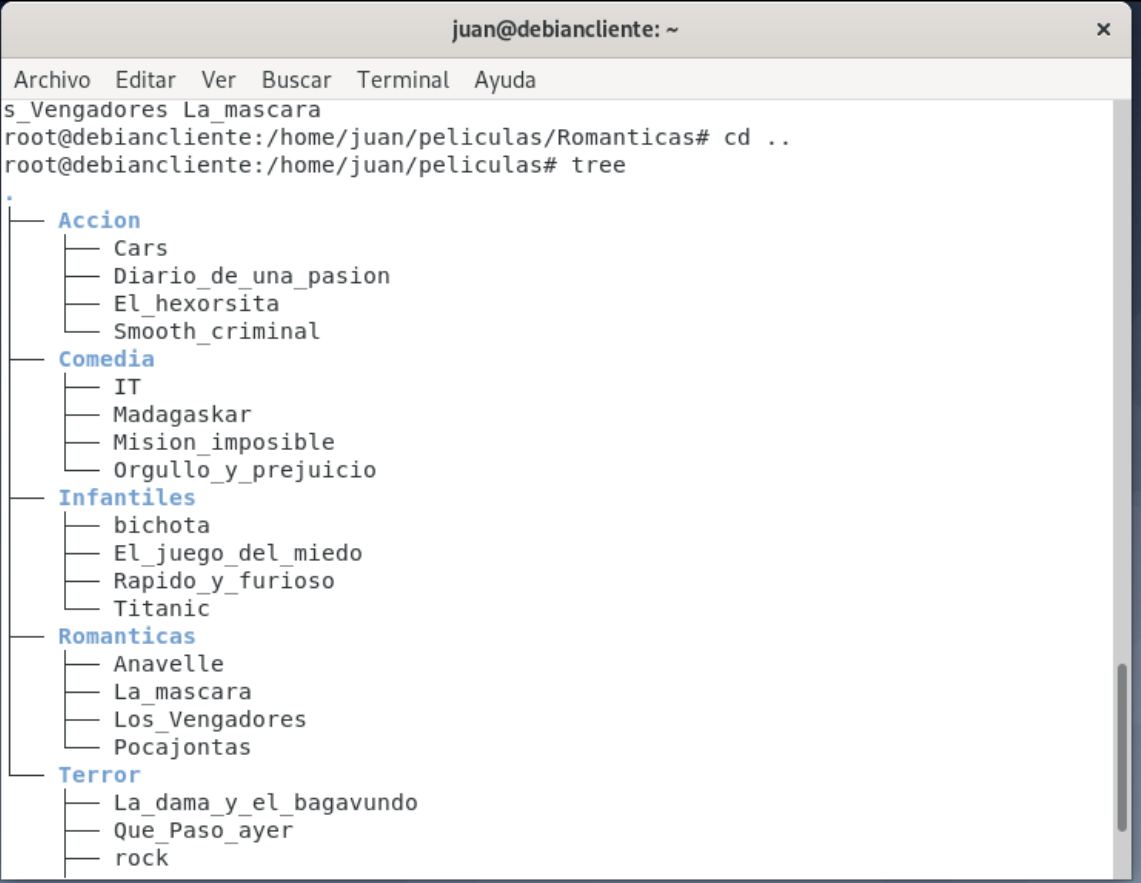 juan@debiancliente: ~
Archivo Editar Ver Buscar Terminal Ayuda
s_Vengadores La_mascara
root@debiancliente:/home/juan/peliculas/Romanticas# cd ..
root@debiancliente:/home/juan/peliculas# tree
.
├── Accion
│   ├── Cars
│   ├── Diario_de_una_pasion
│   ├── El_hexorsita
│   └── Smooth_criminal
├── Comedia
│   ├── IT
│   ├── Madagaskar
│   ├── Mision_imposible
│   └── Orgullo_y_prejuicio
├── Infantiles
│   ├── bichota
│   ├── El_juego_del_miedo
│   ├── Rapido_y_furioso
│   └── Titanic
├── Romanticas
│   ├── Anavelle
│   ├── La_mascara
│   ├── Los_Vengadores
│   └── Pocajontas
└── Terror
    ├── La_dama_y_el_bagavundo
    ├── Que_Paso_ayer
    ├── rock